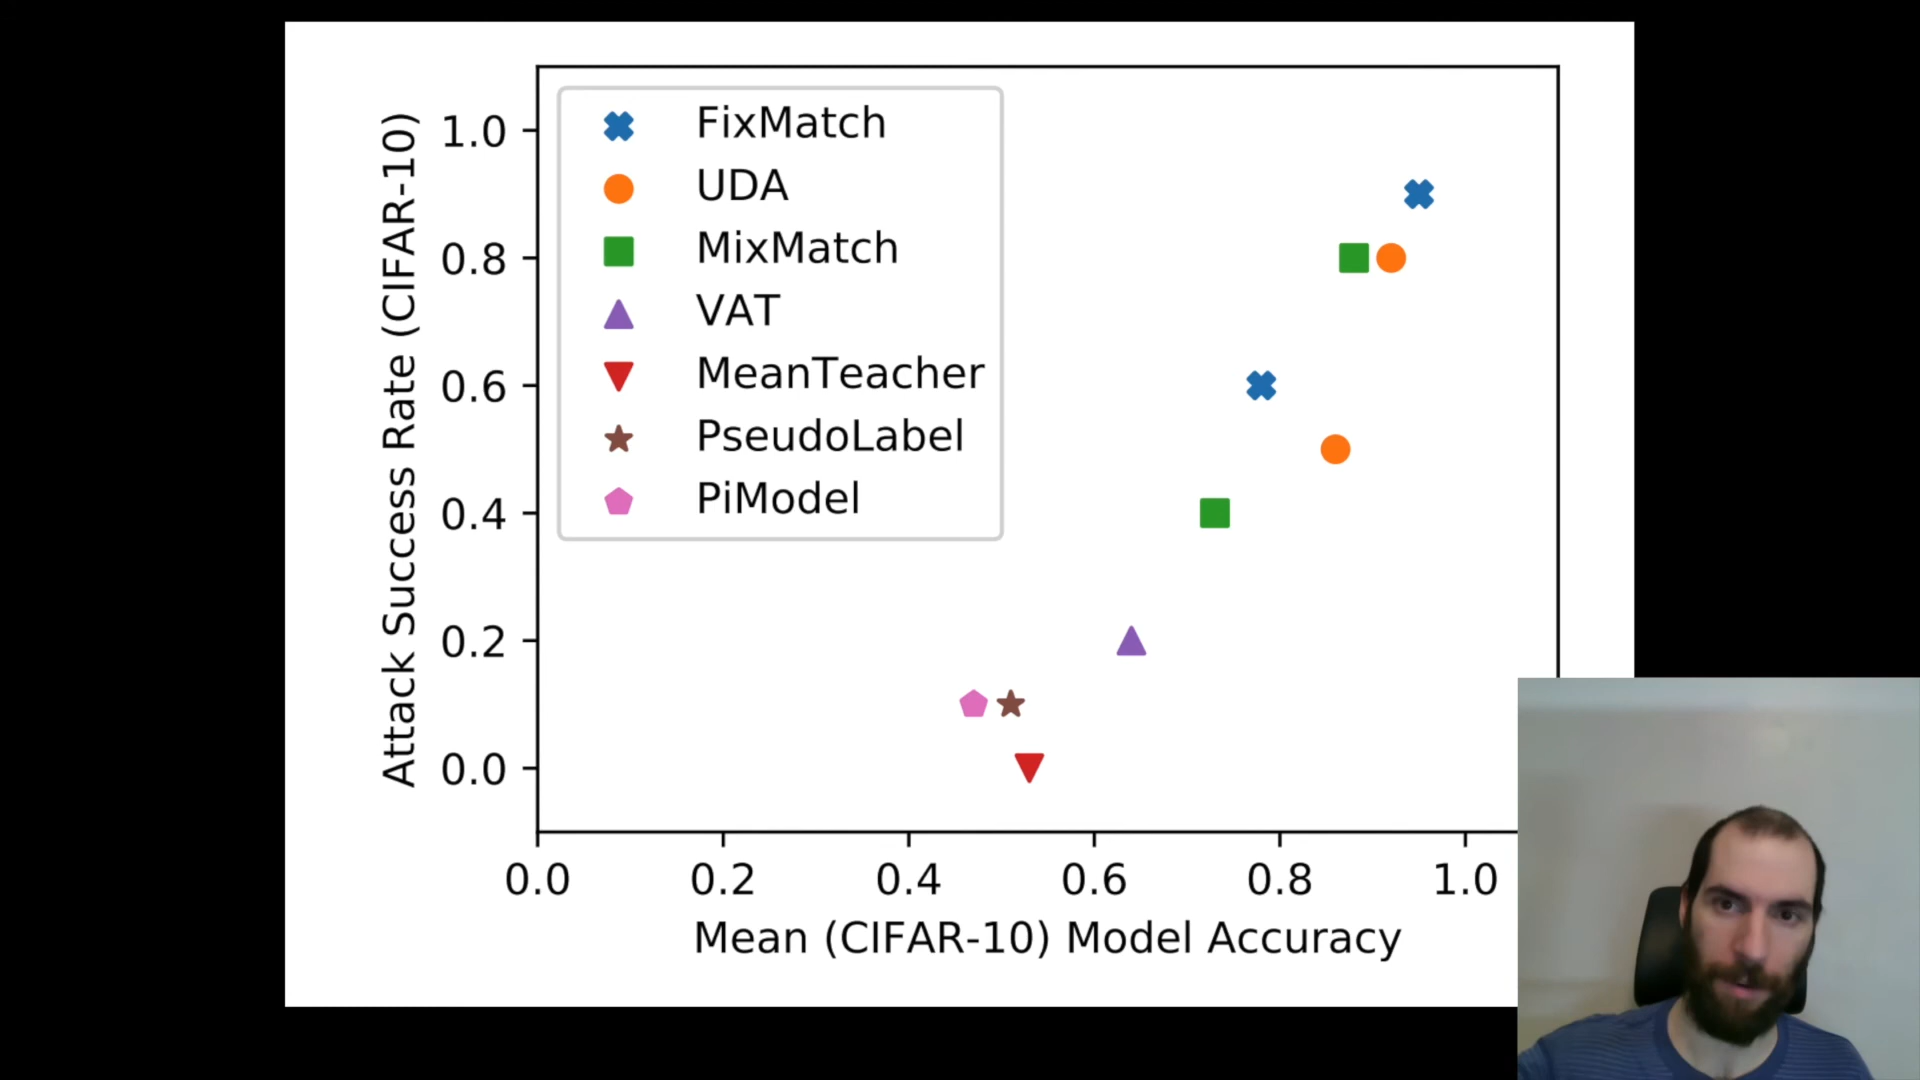 FixMatch
UDA
MixMatch
VAT
MeanTeacher
PseudoLabel
PiModel
Attack Success Rate (CIFAR-10)
1.0
0.8
0.6
0.4
0.2
0.0
0.0 0.2 0.4 0.6 0.8 1.0
Mean (CIFAR-10) Model Accuracy